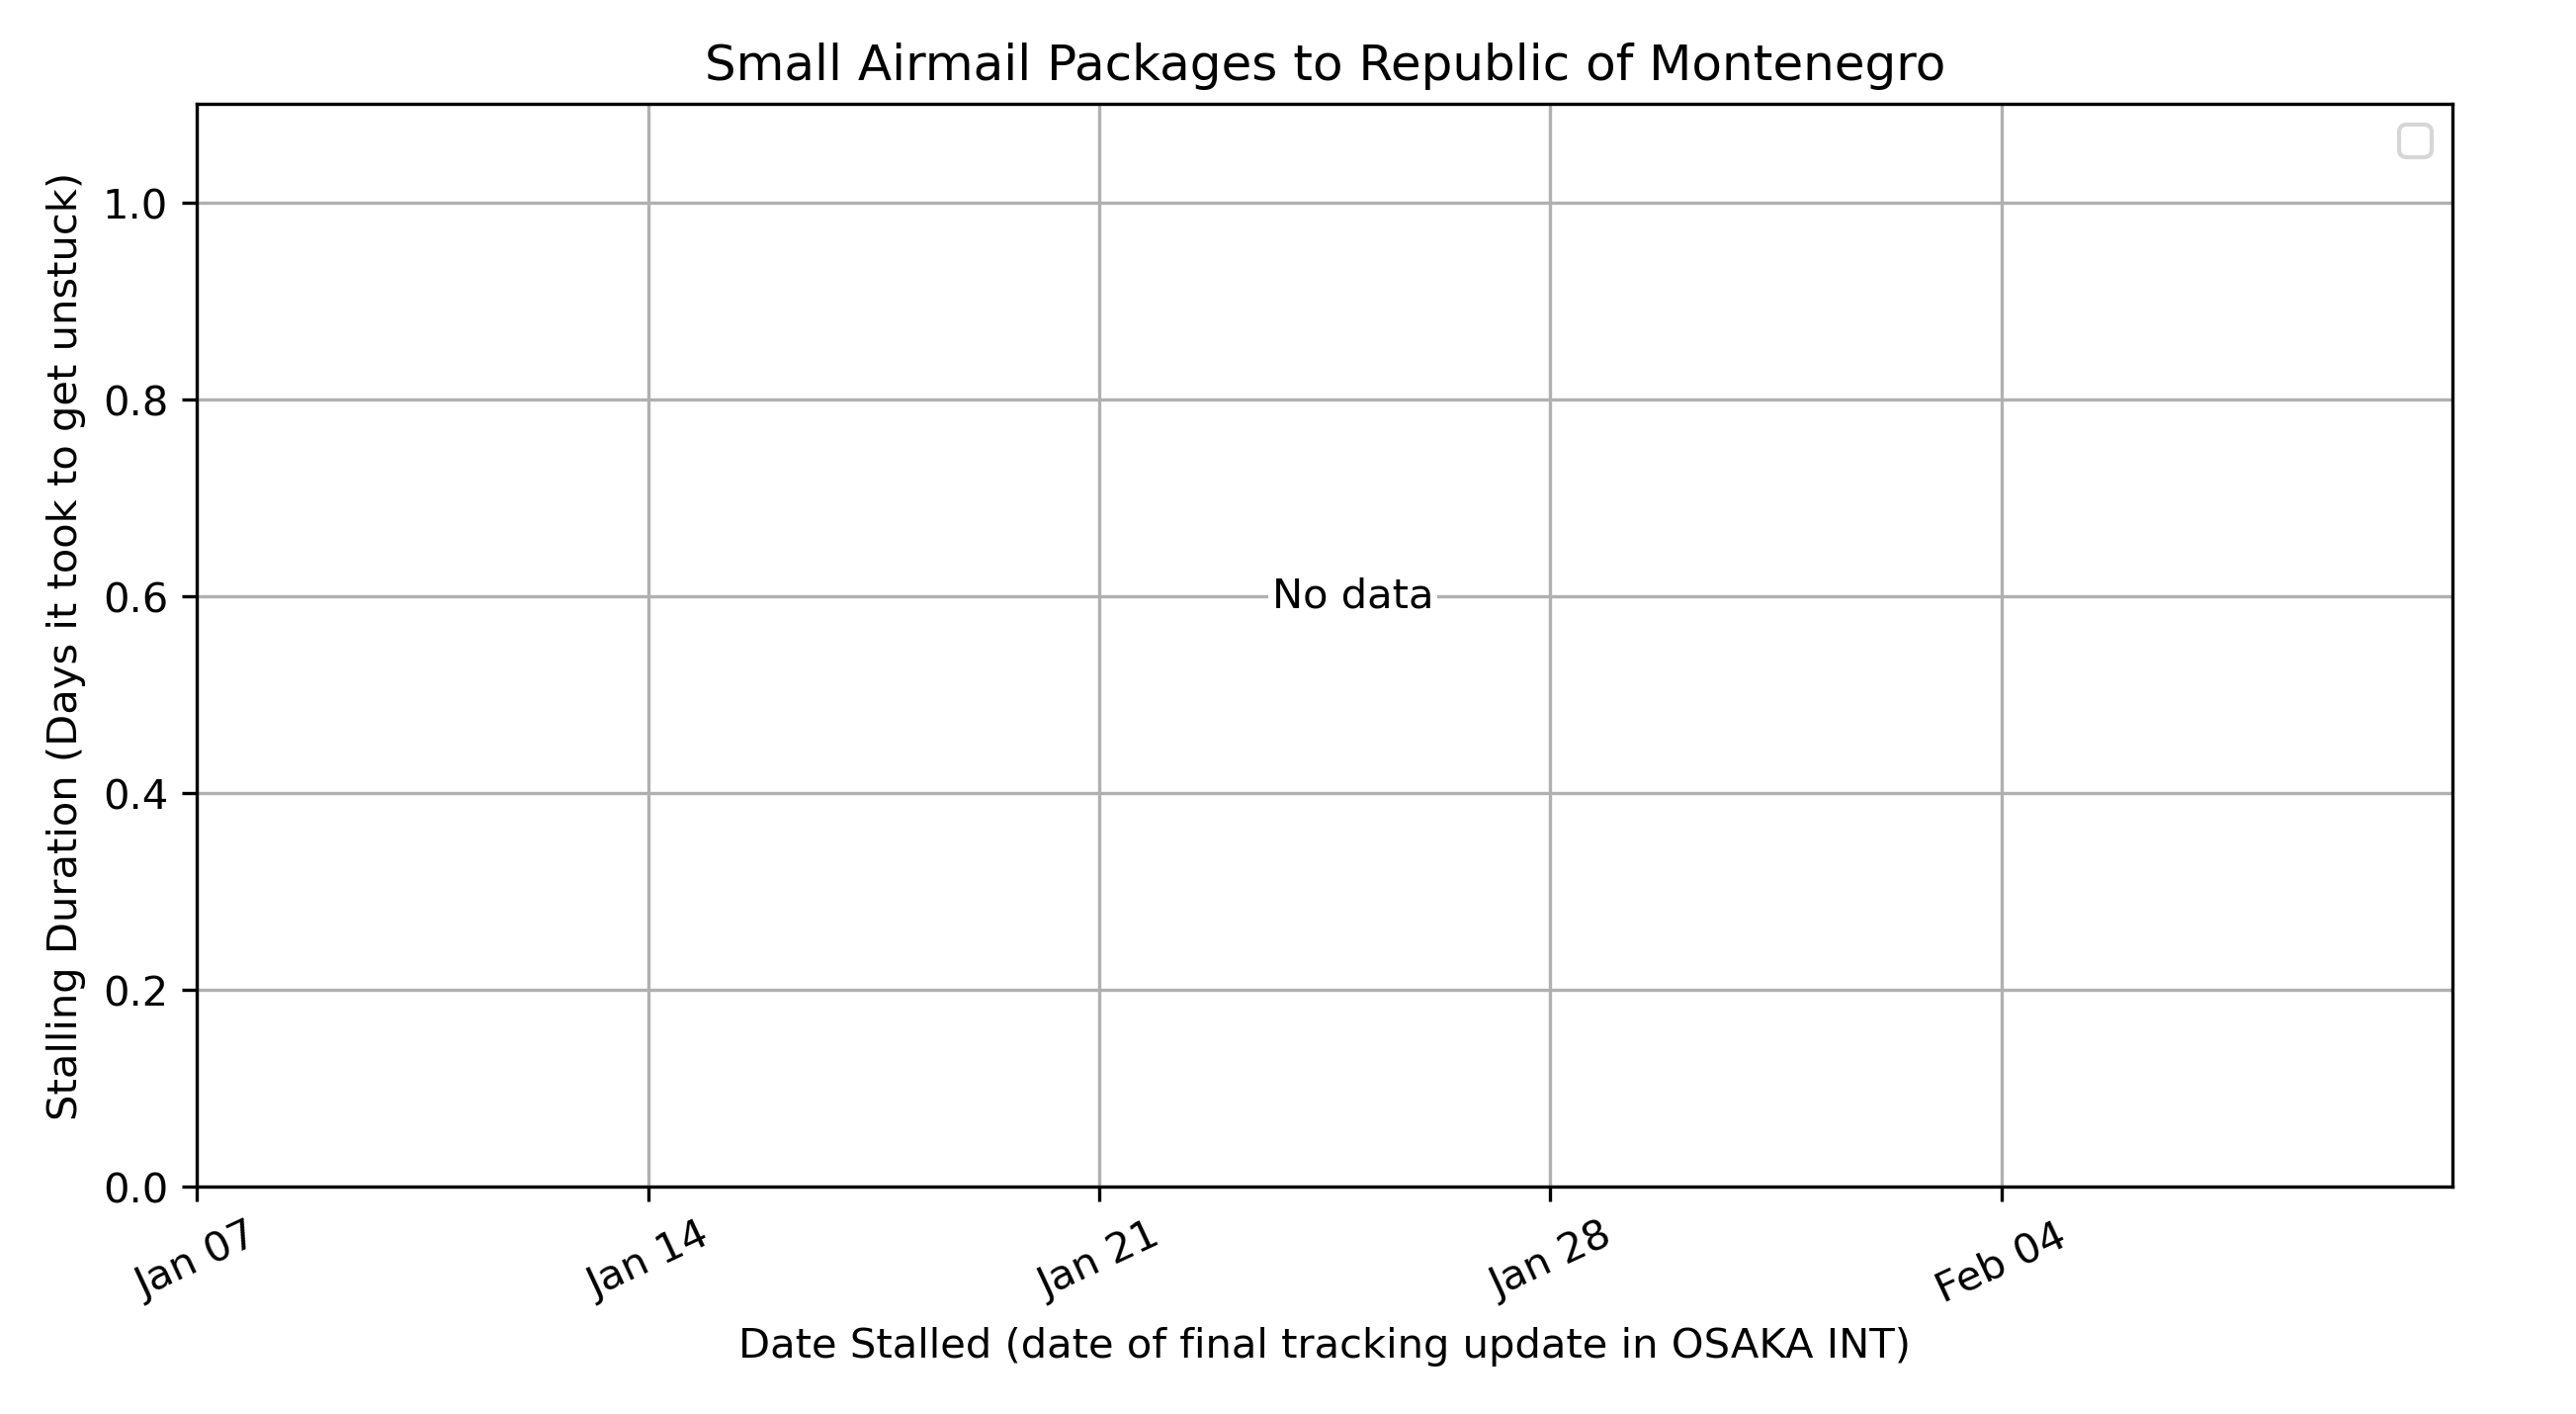 Small Airmail Packages to Republic of Montenegro
Stalling Duration (Days it took to get unstuck)
1.0
0.8
0.6
0.4
0.2
0.0
No data
Jan 07
Jan 14
Jan 21
Jan 28
Feb 04
Date Stalled (date of final tracking update in OSAKA INT)